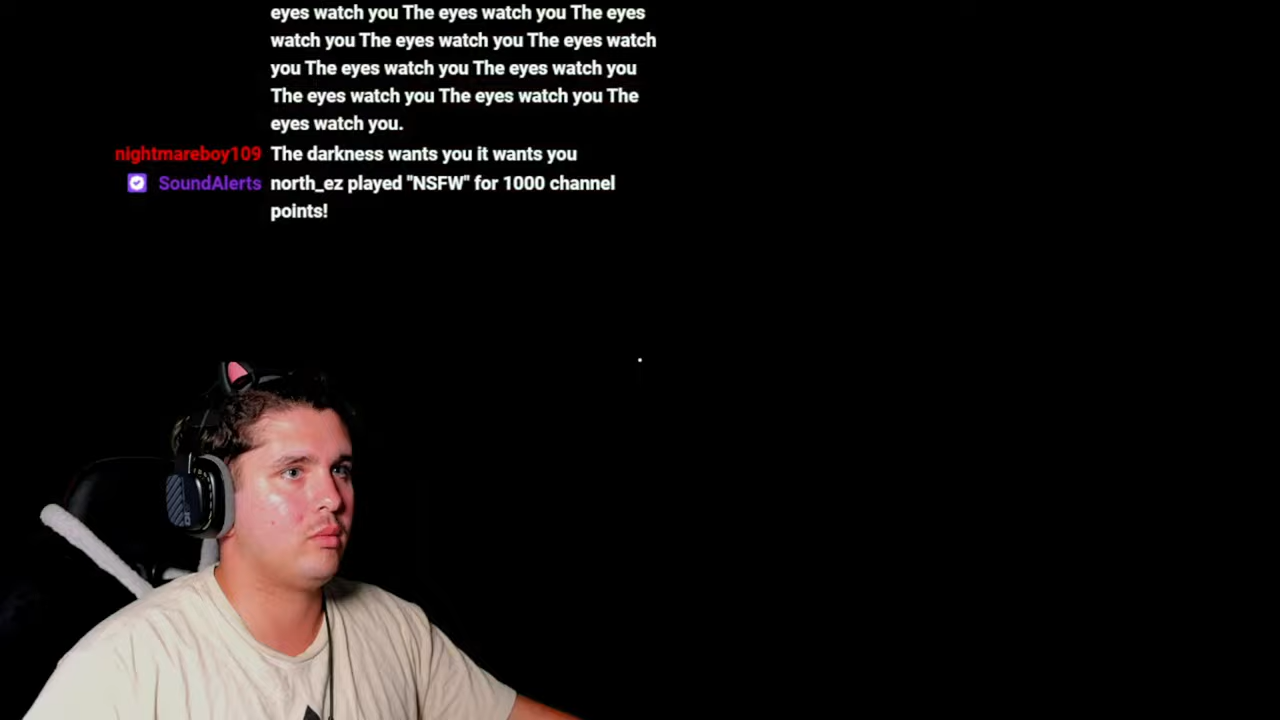 eyes watch you The eyes watch you The eyes
watch you The eyes watch you The eyes watch
you The eyes watch you The eyes watch you
The eyes watch you The eyes watch you The
eyes watch you.
nightmareboy109 The darkness wants you it wants you
SoundAlerts north_ez played "NSFW" for 1000 channel
points!